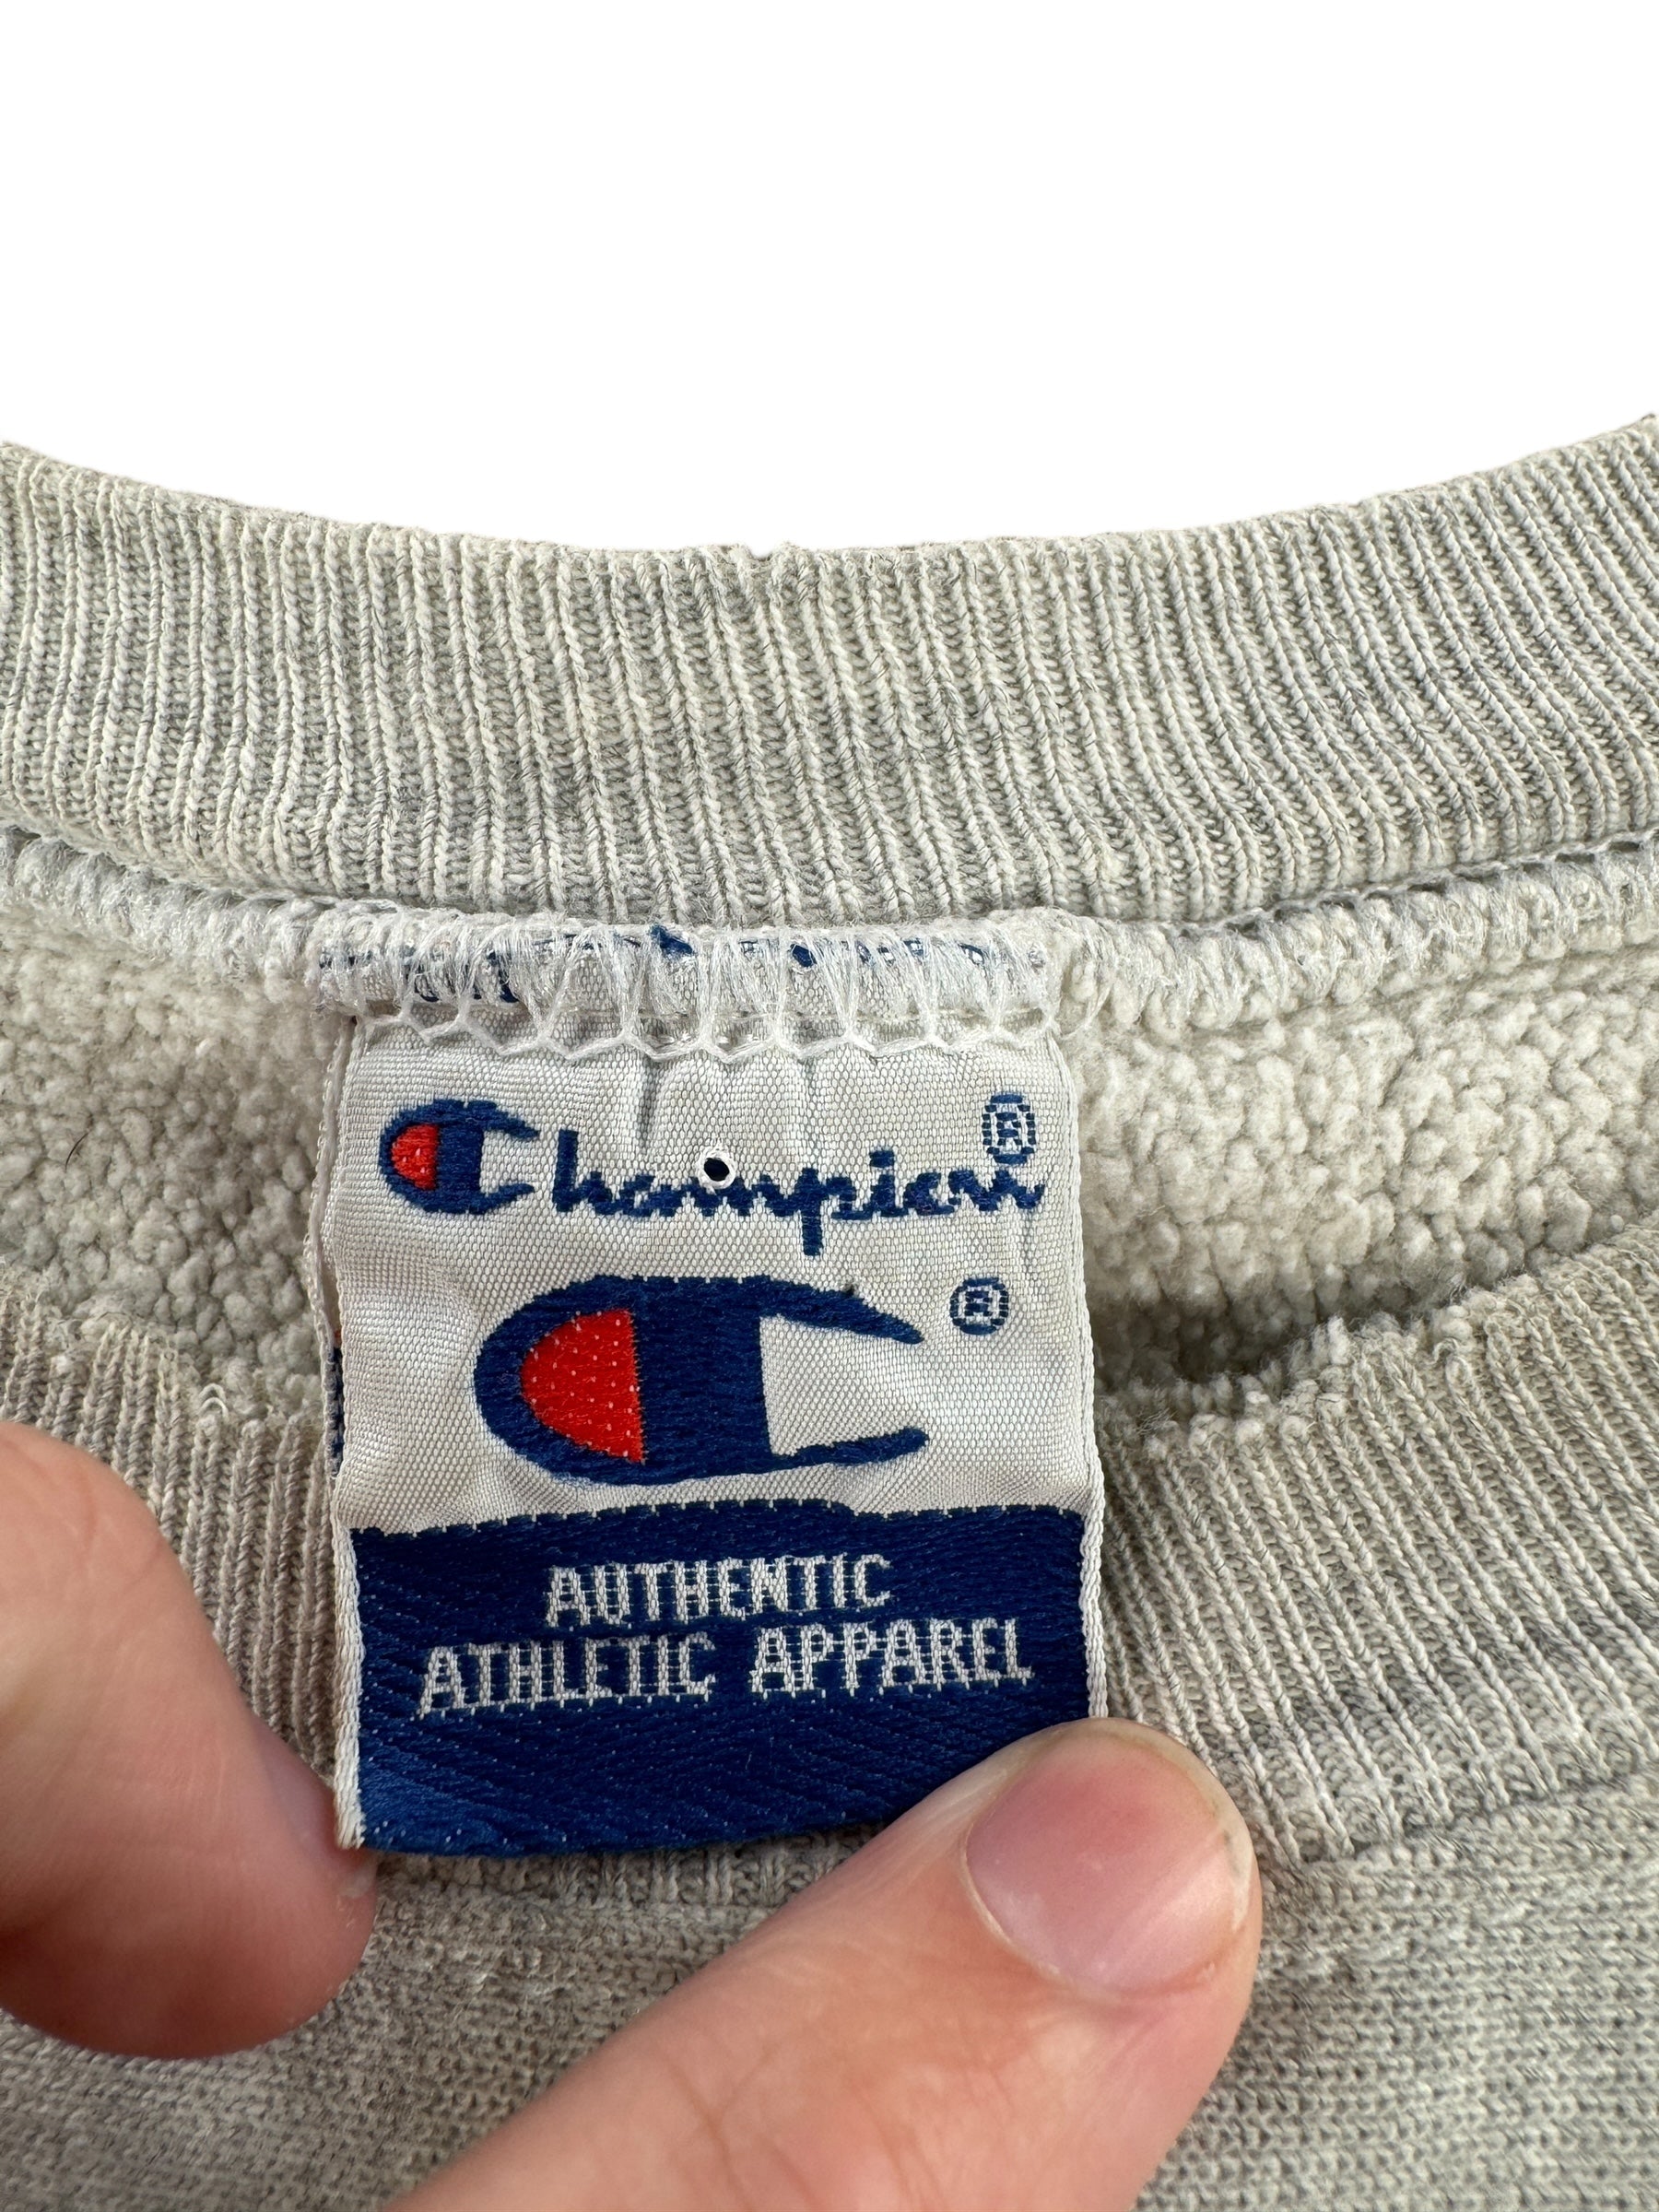 Champion®
®
AUTHENTIC
ATHLETIC APPAREL